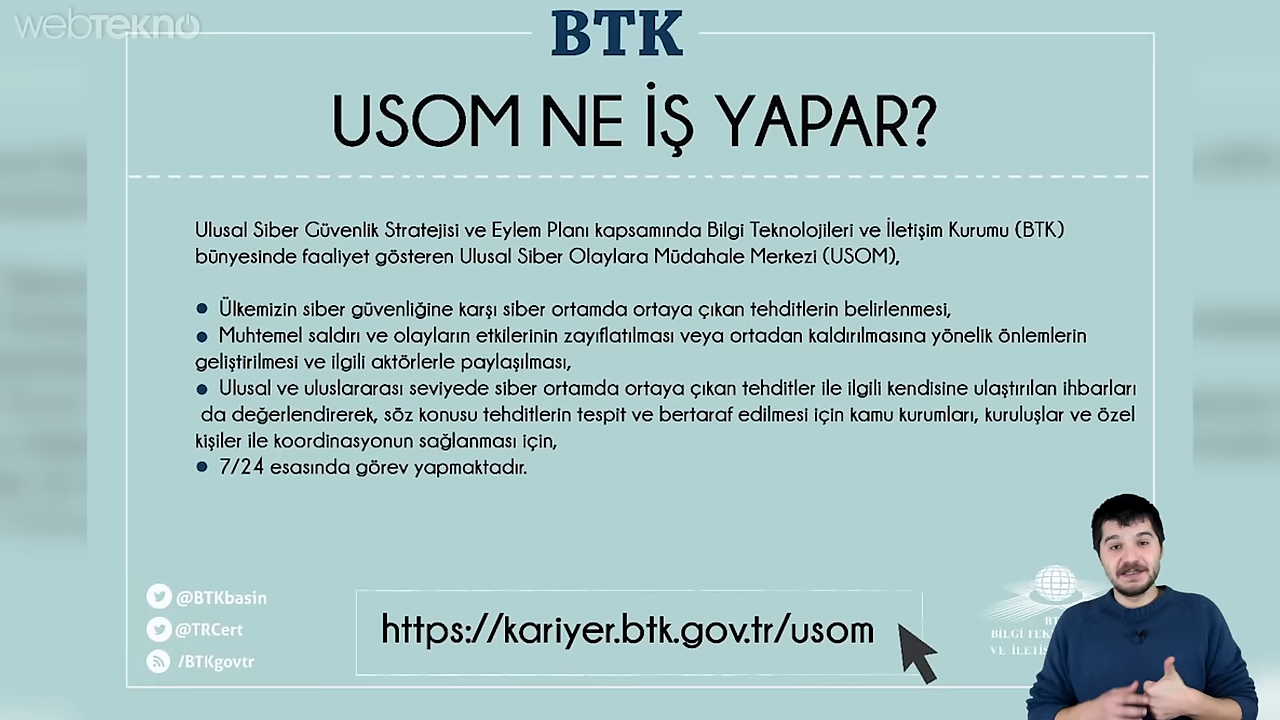 webtekno
BTK
USOM NE İŞ YAPAR?
Ulusal Siber Güvenlik Stratejisi ve Eylem Planı kapsamında Bilgi Teknolojileri ve İletişim Kurumu (BTK)
bünyesinde faaliyet gösteren Ulusal Siber Olaylara Müdahale Merkezi (USOM),
● Ülkemizin siber güvenliğine karşı siber ortamda ortaya çıkan tehditlerin belirlenmesi,
● Muhtemel saldırı ve olayların etkilerinin zayıflatılması veya ortadan kaldırılmasına yönelik önlemlerin
geliştirilmesi ve ilgili aktörlerle paylaşılması,
● Ulusal ve uluslararası seviyede siber ortamda ortaya çıkan tehditler ile ilgili kendisine ulaştırılan ihbarları
da değerlendirerek, söz konusu tehditlerin tespit ve bertaraf edilmesi için kamu kurumları, kuruluşlar ve özel
kişiler ile koordinasyonun sağlanması için,
● 7/24 esasında görev yapmaktadır.
@BTKbasin
@TRCert
/BTKgovtr
https://kariyer.btk.gov.tr/usom
BİLGİ
VE